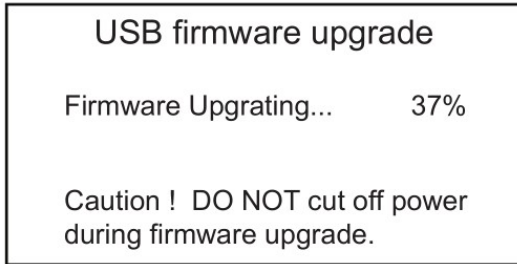 USB firmware upgrade
Firmware Upgrating... 37%
Caution ! DO NOT cut off power
during firmware upgrade.